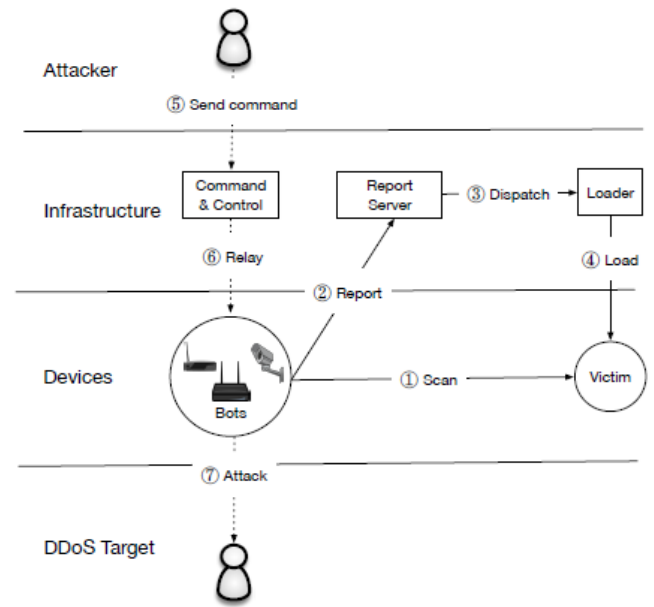 Attacker
⑤ Send command
Infrastructure
Command
& Control
Report
Server
③ Dispatch
Loader
⑥ Relay
④ Load
② Report
Devices
Bots
① Scan
Victim
⑦ Attack
DDoS Target